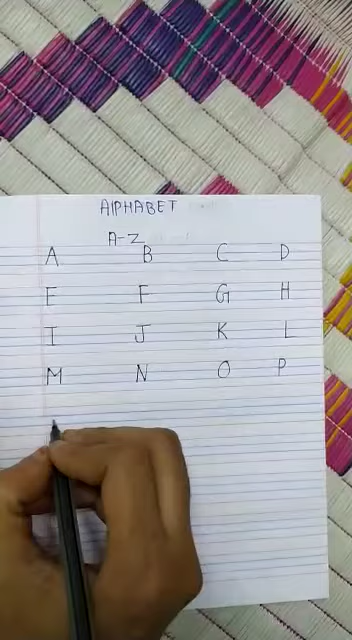 AlPHABET
A-Z
A B C D
E F G H
I J K L
M N O P